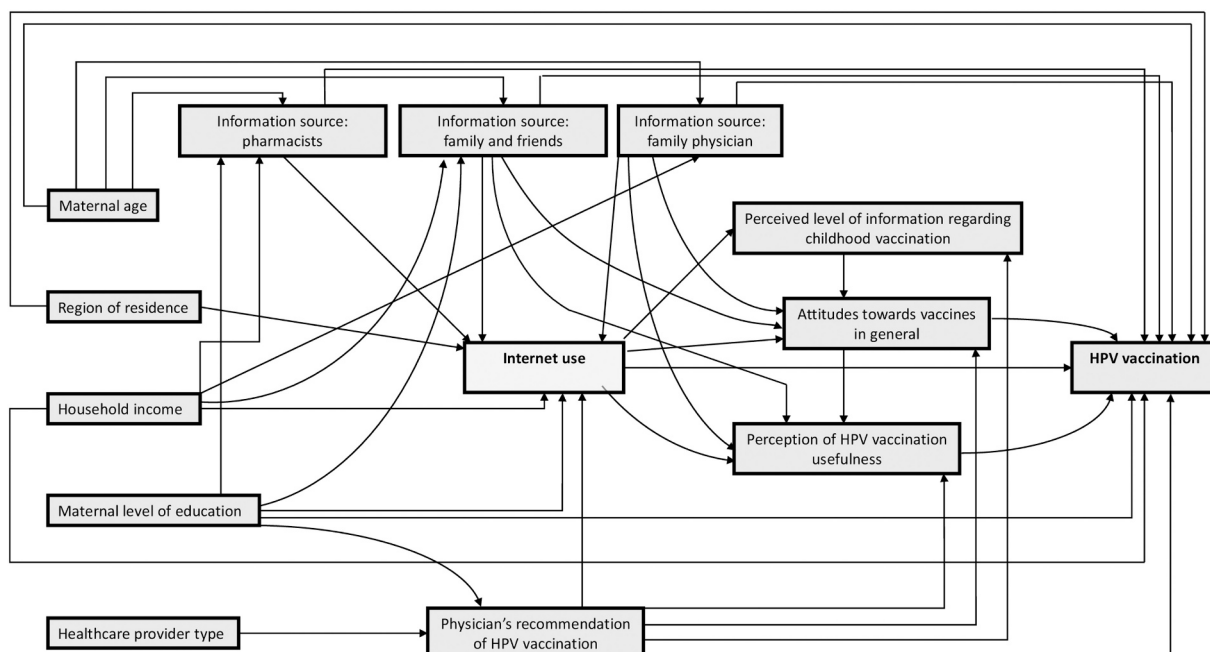 Information source:
pharmacists
Information source:
family and friends
Information source:
family physician
Maternal age
Perceived level of information regarding
childhood vaccination
Region of residence
Attitudes towards vaccines
in general
Internet use
HPV vaccination
Household income
Perception of HPV vaccination
usefulness
Maternal level of education
Healthcare provider type
Physician’s recommendation
of HPV vaccination